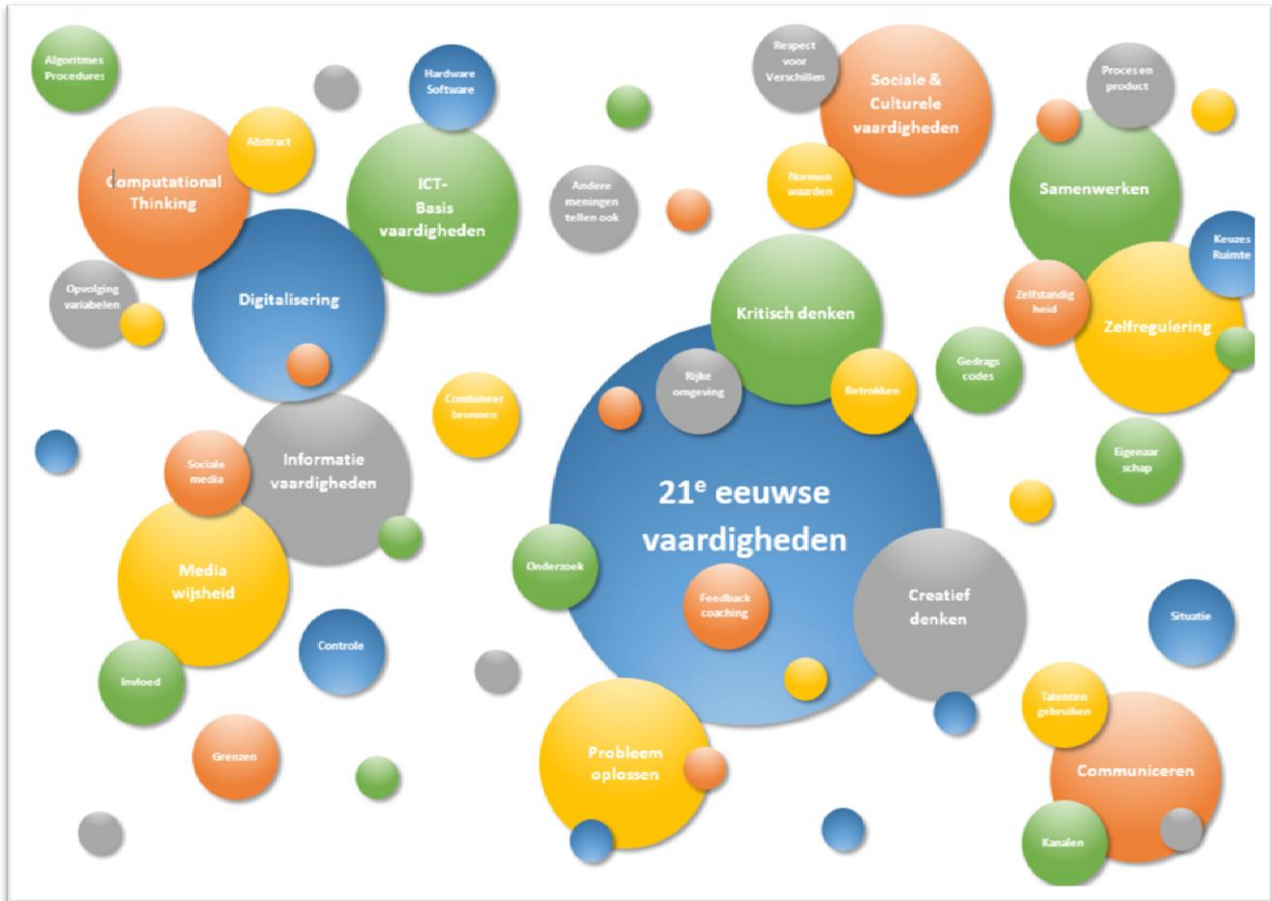 Algoritmes
Procedures
Hardware
Software
Respect
voor
Verschillen
Sociale &
Culturele
vaardigheden
Proces en
product
Computational
Thinking
Abstract
ICT-
Basis
vaardigheden
Andere
meningen
tellen ook
Normen
waarden
Samenwerken
Keuzes
Ruimte
Opvolging
variabelen
Digitalisering
Kritisch denken
Zelfstandig
heid
Zelfregulering
Rijke
omgeving
Betrokken
Gedrags
codes
Combineer
bronnen
Sociale
media
Informatie
vaardigheden
Eigenaar
schap
21e eeuwse
vaardigheden
Media
wijsheid
Onderzoek
Feedback
coaching
Creatief
denken
Situatie
Controle
Invloed
Talenten
gebruiken
Grenzen
Probleem
oplossen
Communiceren
Kanalen